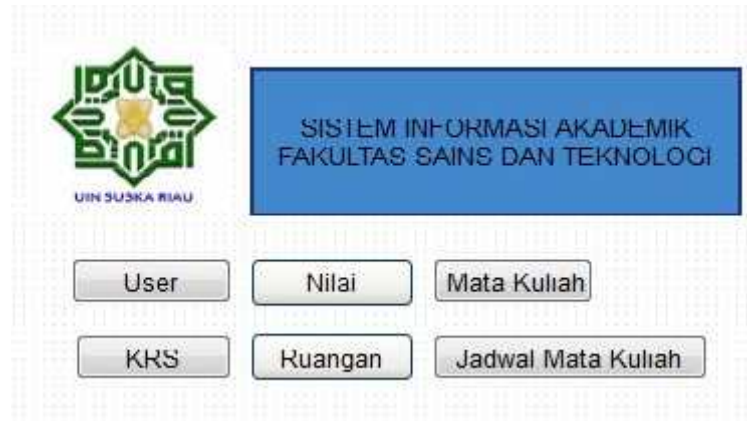 UIN SUSKA RIAU
SISTEM INFORMASI AKADEMIK
FAKULTAS SAINS DAN TEKNOLOGI
User
Nilai
Mata Kuliah
KRS
Ruangan
Jadwal Mata Kuliah